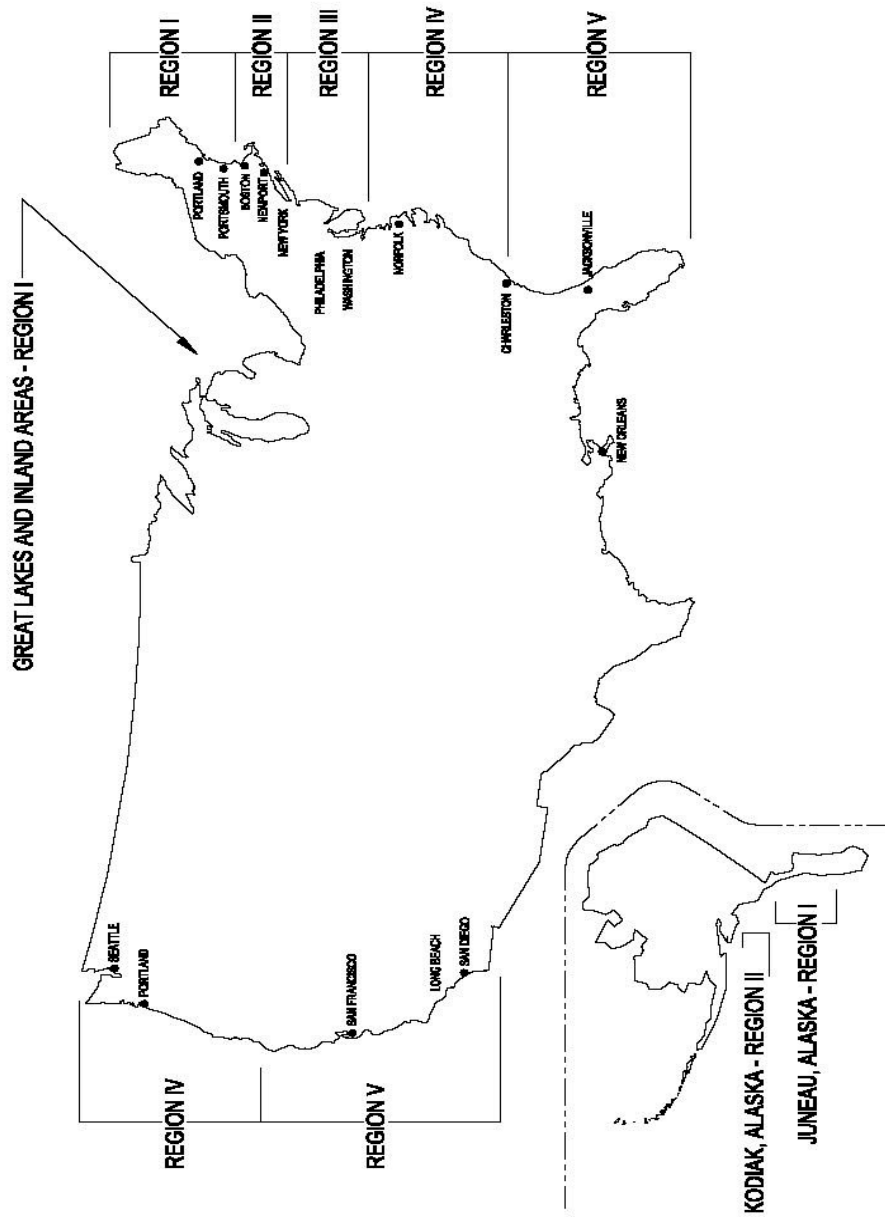 GREAT LAKES AND INLAND AREAS - REGION I
REGION I
REGION II
REGION III
REGION IV
REGION V
PORTLAND
PORTSMOUTH
BOSTON
NEWPORT
NEW YORK
PHILADELPHIA
WASHINGTON
NORFOLK
CHARLESTON
JACKSONVILLE
NEW ORLEANS
SEATTLE
PORTLAND
SAN FRANCISCO
LONG BEACH
SAN DIEGO
REGION IV
REGION V
KODIAK, ALASKA - REGION II
JUNEAU, ALASKA - REGION I